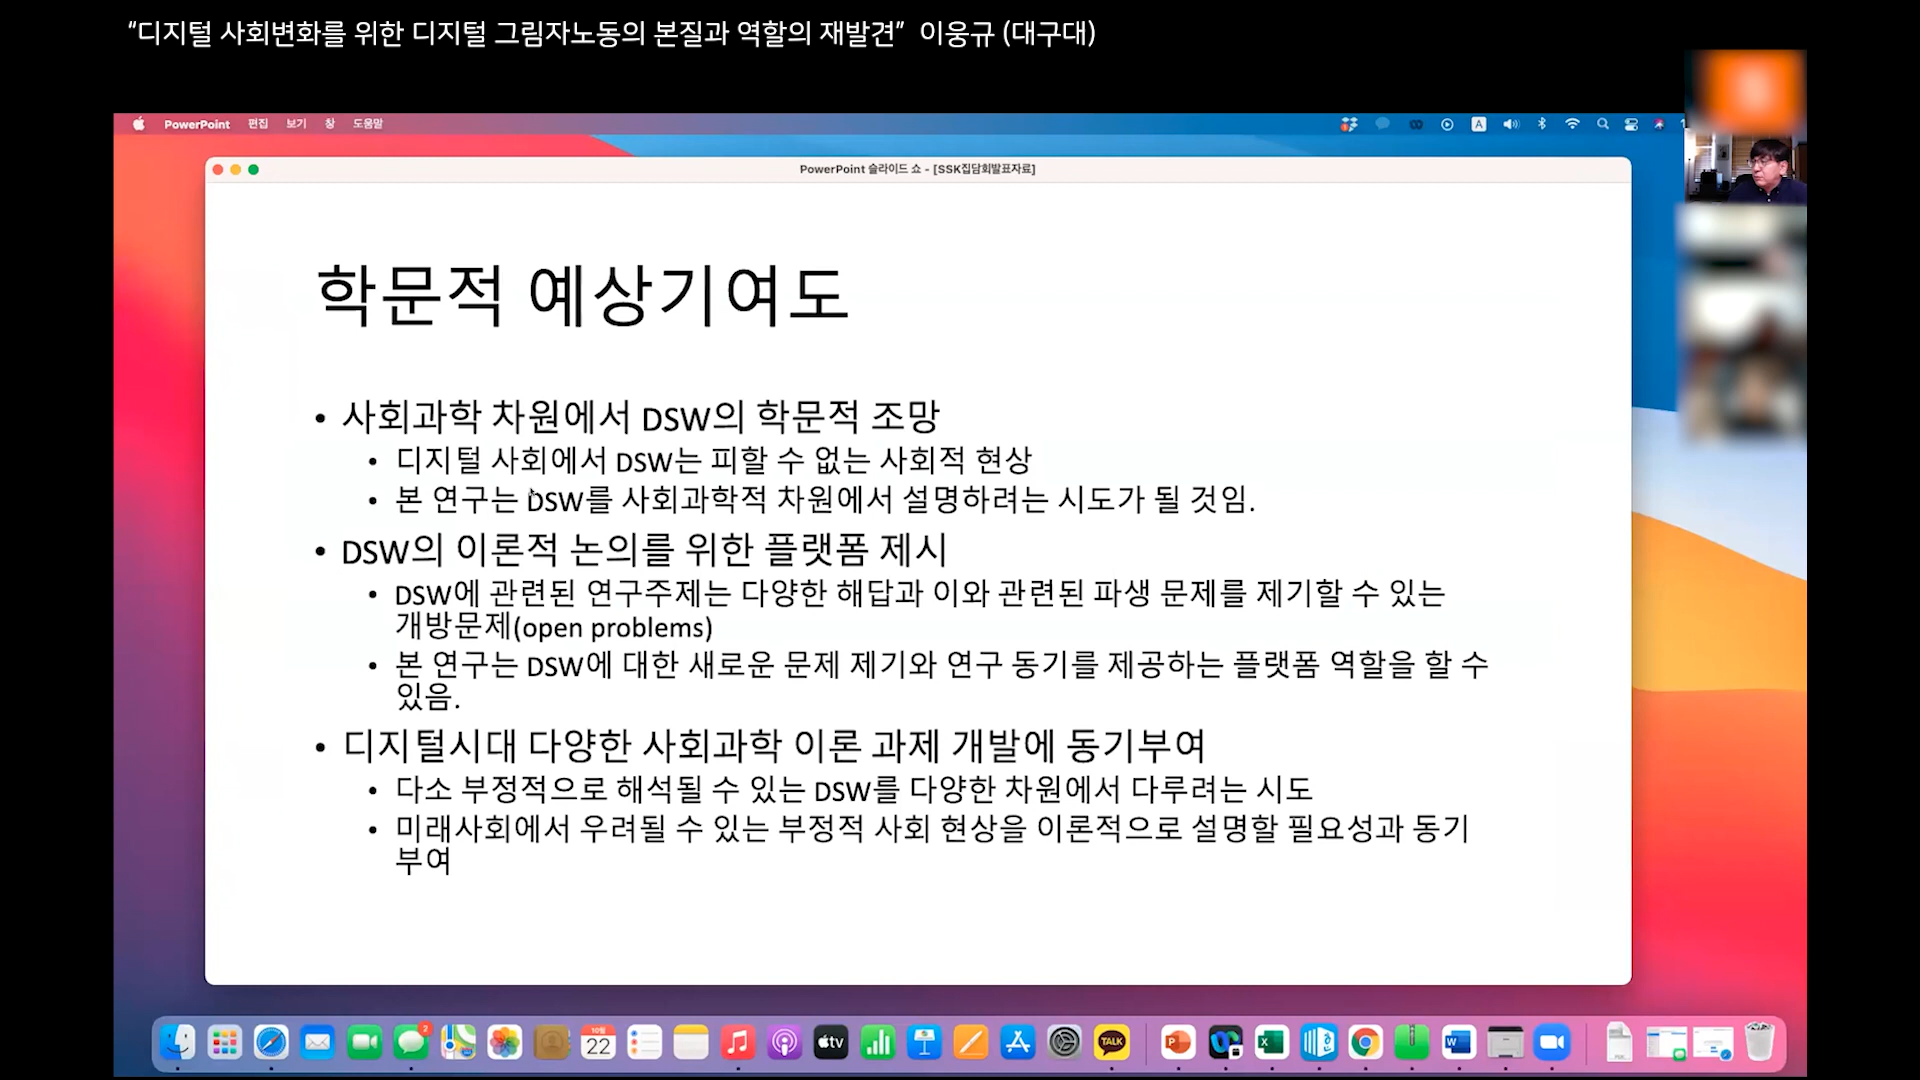 “디지털 사회변화를 위한 디지털 그림자노동의 본질과 역할의 재발견” 이웅규 (대구대)
PowerPoint 편집 보기 창 도움말
A
PowerPoint 슬라이드 쇼 - [SSK집담회발표자료]
학문적 예상기여도
• 사회과학 차원에서 DSW의 학문적 조망
• 디지털 사회에서 DSW는 피할 수 없는 사회적 현상
• 본 연구는 DSW를 사회과학적 차원에서 설명하려는 시도가 될 것임.
• DSW의 이론적 논의를 위한 플랫폼 제시
• DSW에 관련된 연구주제는 다양한 해답과 이와 관련된 파생 문제를 제기할 수 있는
개방문제(open problems)
• 본 연구는 DSW에 대한 새로운 문제 제기와 연구 동기를 제공하는 플랫폼 역할을 할 수
있음.
• 디지털시대 다양한 사회과학 이론 과제 개발에 동기부여
• 다소 부정적으로 해석될 수 있는 DSW를 다양한 차원에서 다루려는 시도
• 미래사회에서 우려될 수 있는 부정적 사회 현상을 이론적으로 설명할 필요성과 동기
부여
2
10월
22
tv
TALK
P
X
W